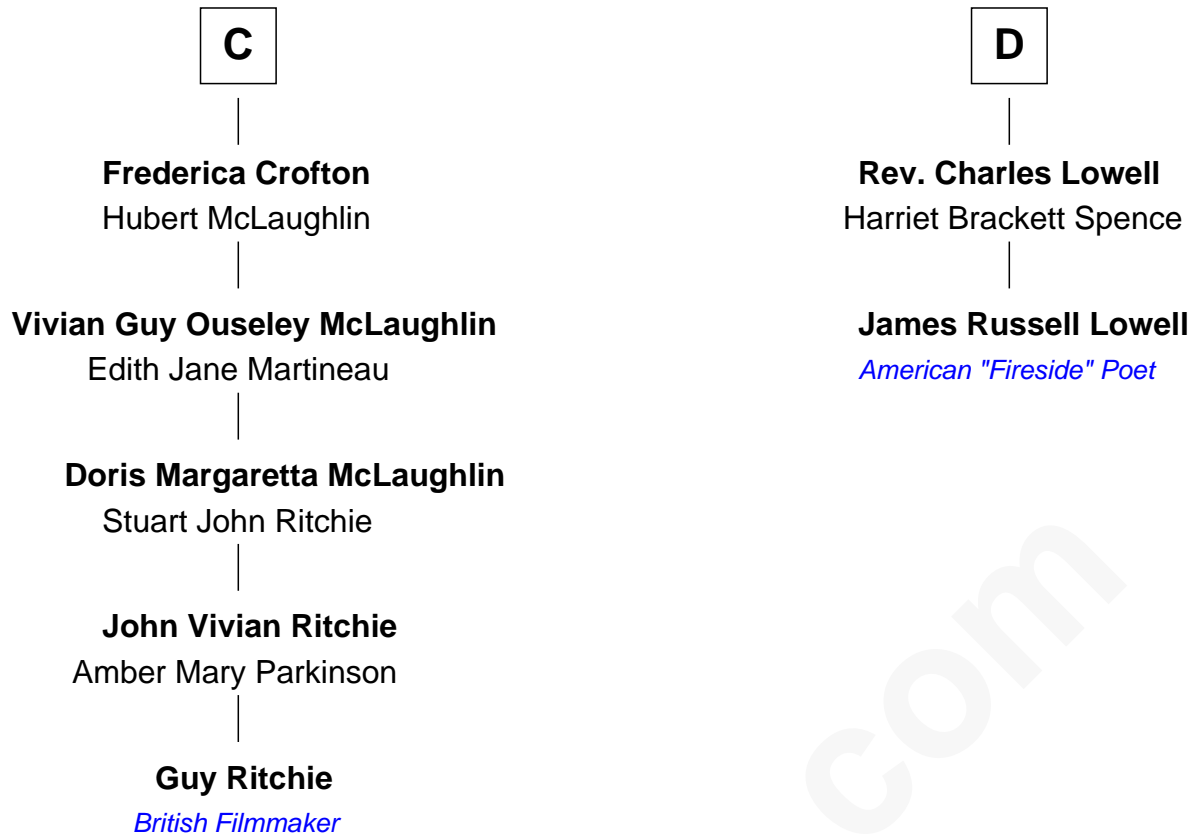 C
Frederica Crofton
Hubert McLaughlin
Vivian Guy Ouseley McLaughlin
Edith Jane Martineau
Doris Margaretta McLaughlin
Stuart John Ritchie
John Vivian Ritchie
Amber Mary Parkinson
Guy Ritchie
British Filmmaker
D
Rev. Charles Lowell
Harriet Brackett Spence
James Russell Lowell
American "Fireside" Poet
com